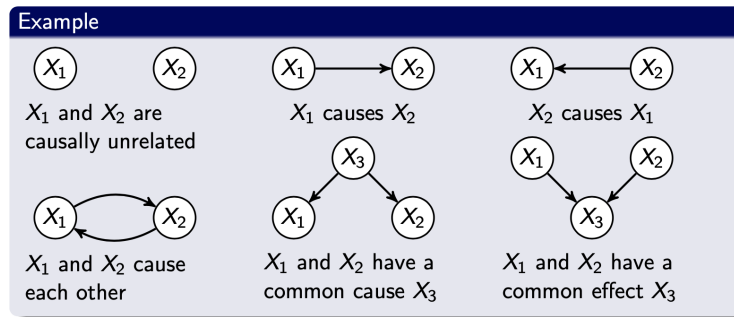 Example
X₁ X₂ X₁ X₂ X₁ X₂
X₁ and X₂ are
causally unrelated
X₁ causes X₂
X₂ causes X₁
X₃
X₁ X₂
X₁ X₂
X₁ X₂
X₃
X₁ and X₂ cause
each other
X₁ and X₂ have a
common cause X₃
X₁ and X₂ have a
common effect X₃